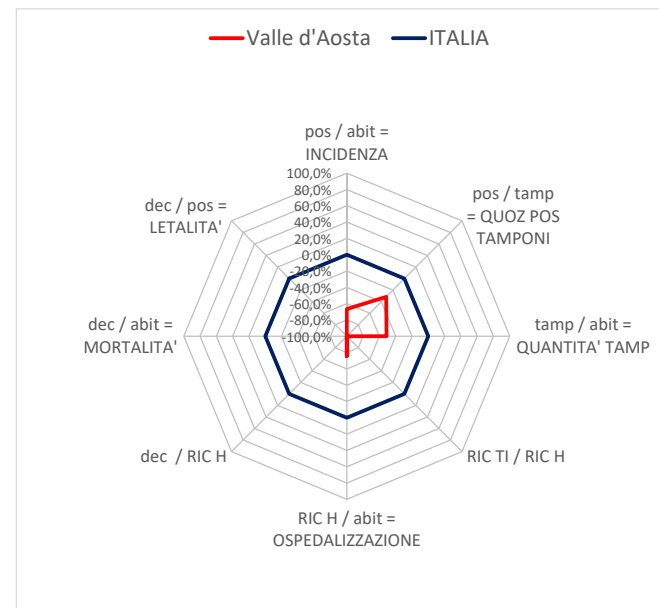 Valle d'Aosta ITALIA
pos / abit =
INCIDENZA
100,0%
80,0%
60,0%
40,0%
20,0%
0,0%
-20,0%
-40,0%
-60,0%
-80,0%
-100,0%
pos / tamp
= QUOZ POS
TAMPONI
tamp / abit =
QUANTITA' TAMP
RIC TI / RIC H
RIC H / abit =
OSPEDALIZZAZIONE
dec / RIC H
dec / abit =
MORTALITA'
dec / pos =
LETALITA'